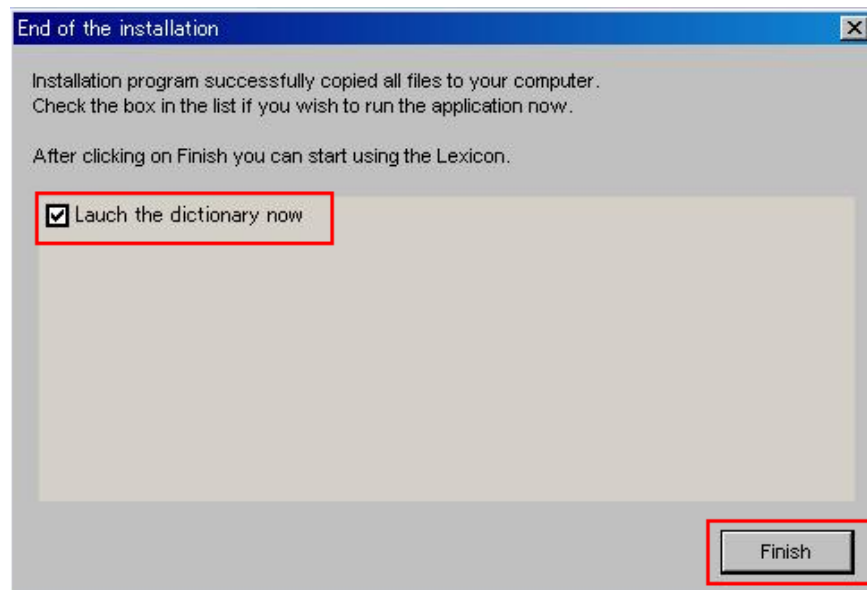 End of the installation
Installation program successfully copied all files to your computer.
Check the box in the list if you wish to run the application now.
After clicking on Finish you can start using the Lexicon.
Lauch the dictionary now
Finish